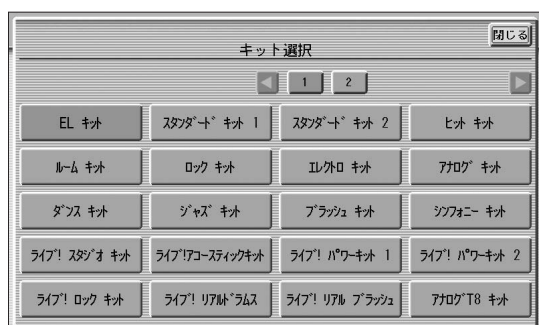 閉じる
キット選択
1 2
EL ｷｯﾄ ｽﾀﾝﾀﾞｰﾄﾞ ｷｯﾄ 1 ｽﾀﾝﾀﾞｰﾄﾞ ｷｯﾄ 2 ﾋｯﾄ ｷｯﾄ
ﾙｰﾑ ｷｯﾄ ﾛｯｸ ｷｯﾄ ｴﾚｸﾄﾛ ｷｯﾄ ｱﾅﾛｸﾞ ｷｯﾄ
ﾀﾞﾝｽ ｷｯﾄ ｼﾞｬｽﾞ ｷｯﾄ ﾌﾞﾗｯｼｭ ｷｯﾄ ｼﾝﾌｫﾆｰ ｷｯﾄ
ﾗｲﾌﾞ! ｽﾀｼﾞｵ ｷｯﾄ ﾗｲﾌﾞ!ｱｺｰｽﾃｨｯｸｷｯﾄ ﾗｲﾌﾞ! ﾊﾟﾜｰｷｯﾄ 1 ﾗｲﾌﾞ! ﾊﾟﾜｰｷｯﾄ 2
ﾗｲﾌﾞ! ﾛｯｸ ｷｯﾄ ﾗｲﾌﾞ! ﾘｱﾙﾄﾞﾗﾑｽ ﾗｲﾌﾞ! ﾘｱﾙ ﾌﾞﾗｯｼｭ ｱﾅﾛｸﾞT8 ｷｯﾄ